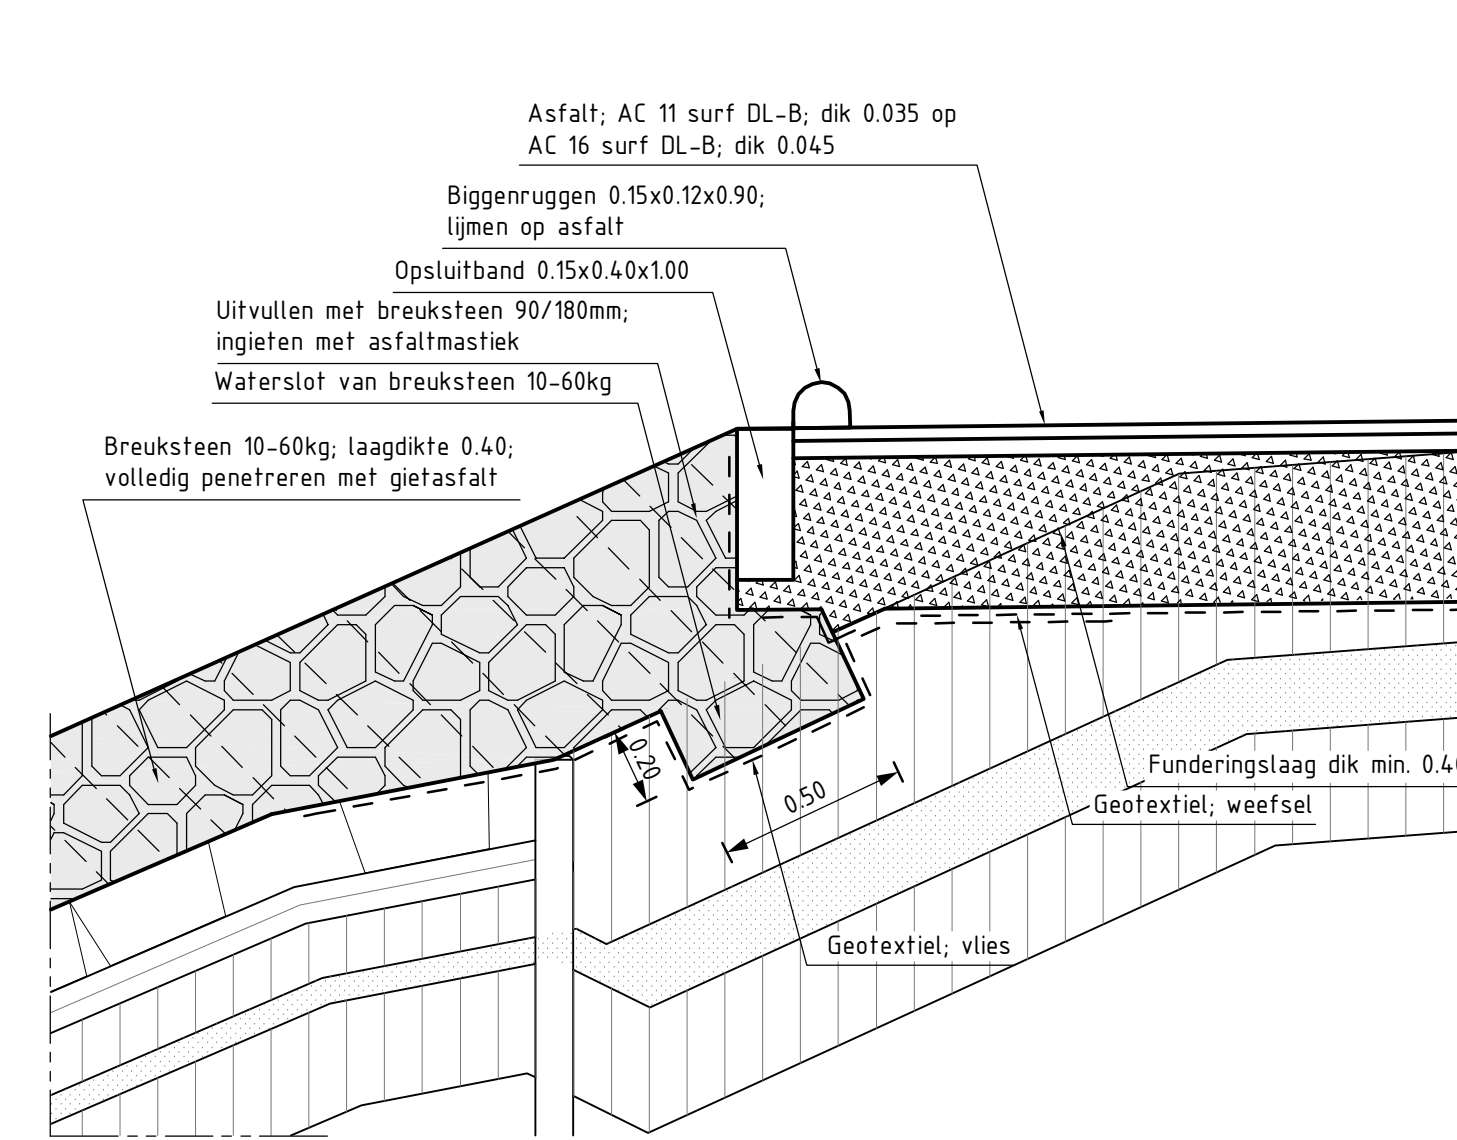 Asfalt; AC 11 surf DL-B; dik 0.035 op
AC 16 surf DL-B; dik 0.045
Biggenruggen 0.15x0.12x0.90;
lijmen op asfalt
Opsluitband 0.15x0.40x1.00
Uitvullen met breuksteen 90/180mm;
ingieten met asfaltmastiek
Waterslot van breuksteen 10-60kg
Breuksteen 10-60kg; laagdikte 0.40;
volledig penetreren met gietasfalt
0.20
0.50
Funderingslaag dik min.
Geotextiel; weefsel
Geotextiel; vlies